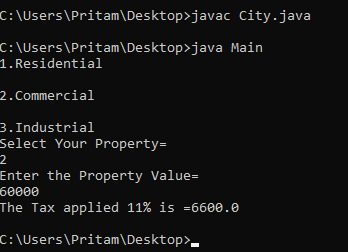 C:\Users\Pritam\Desktop>javac City.java
C:\Users\Pritam\Desktop>java Main
1.Residential
2.Commercial
3.Industrial
Select Your Property=
2
Enter the Property Value=
60000
The Tax applied 11% is =6600.0
C:\Users\Pritam\Desktop>